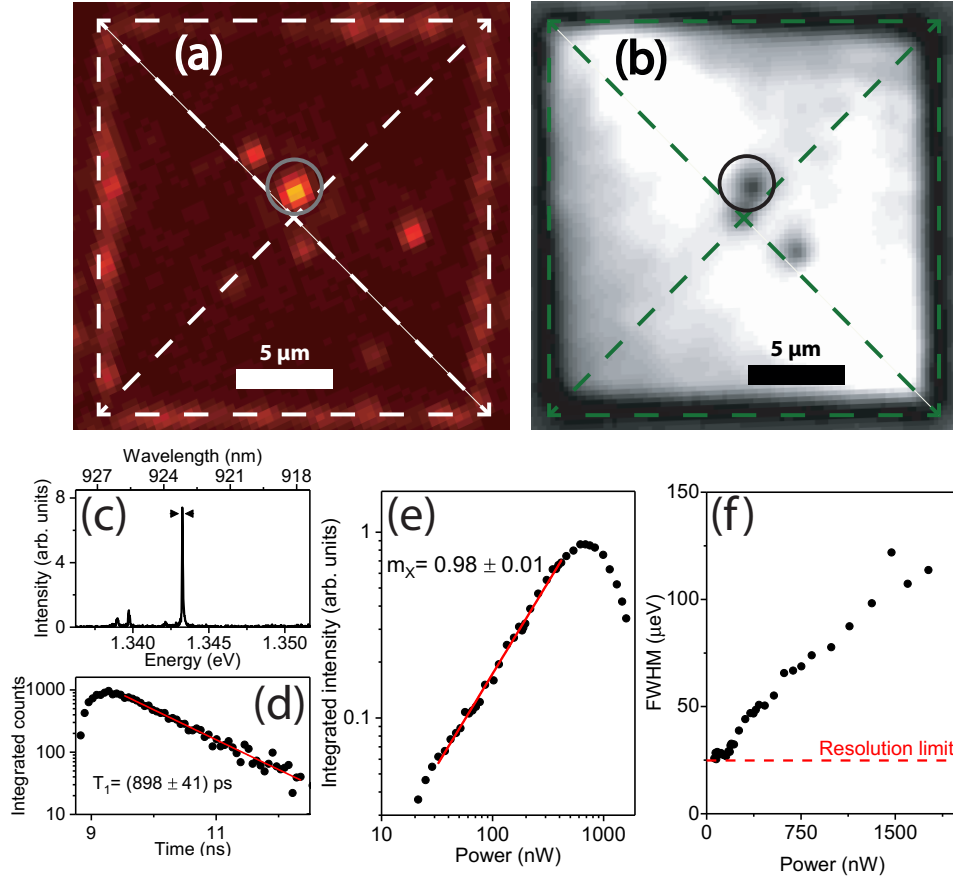 (a)
5 µm
(b)
5 µm
Wavelength (nm)
927 924 921 918
(c)
Intensity (arb. units)
8
4
0
1.340 1.345 1.350
Energy (eV)
(d)
Integrated counts
1000
100
10
T1= (898 ± 41) ps
9 11
Time (ns)
(e)
Integrated intensity (arb. units)
1
0.1
mX= 0.98 ± 0.01
10 100 1000
Power (nW)
(f)
FWHM (µeV)
150
100
50
0
Resolution limit
0 750 1500
Power (nW)